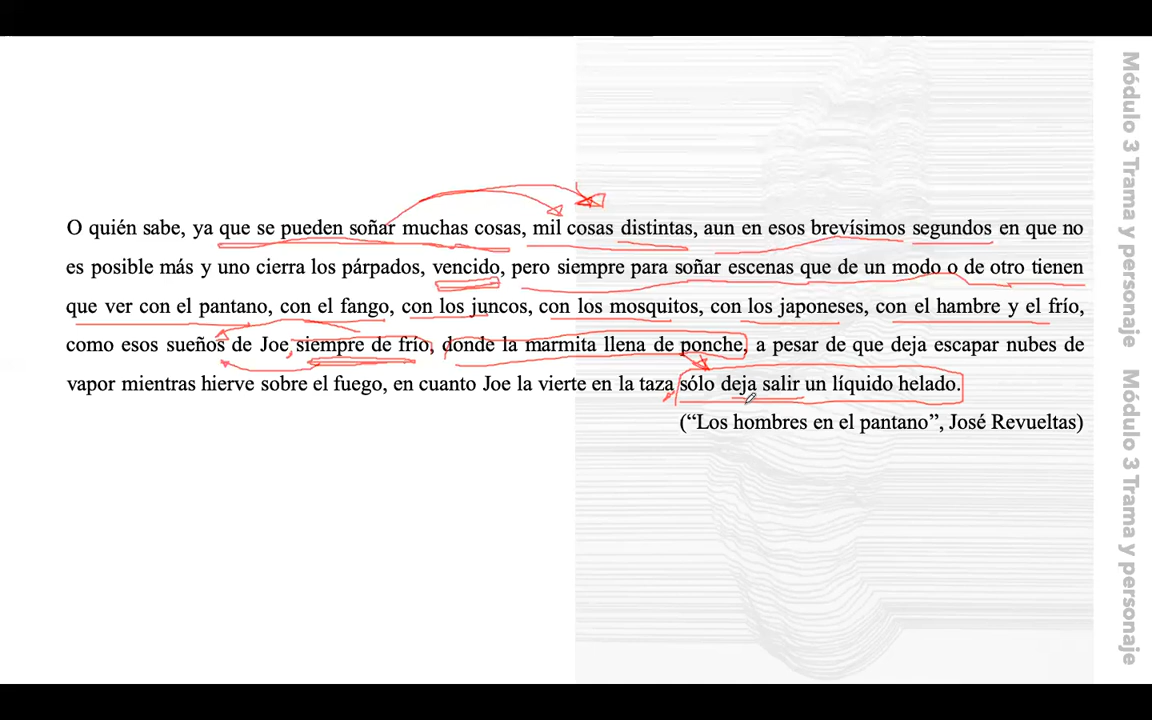 O quién sabe, ya que se pueden soñar muchas cosas, mil cosas distintas, aun en esos brevísimos segundos en que no
es posible más y uno cierra los párpados, vencido, pero siempre para soñar escenas que de un modo o de otro tienen
que ver con el pantano, con el fango, con los juncos, con los mosquitos, con los japoneses, con el hambre y el frío,
como esos sueños de Joe, siempre de frío, donde la marmita llena de ponche, a pesar de que deja escapar nubes de
vapor mientras hierve sobre el fuego, en cuanto Joe la vierte en la taza sólo deja salir un líquido helado.
(“Los hombres en el pantano”, José Revueltas)
Módulo 3 Trama y personaje
Módulo 3 Trama y personaje